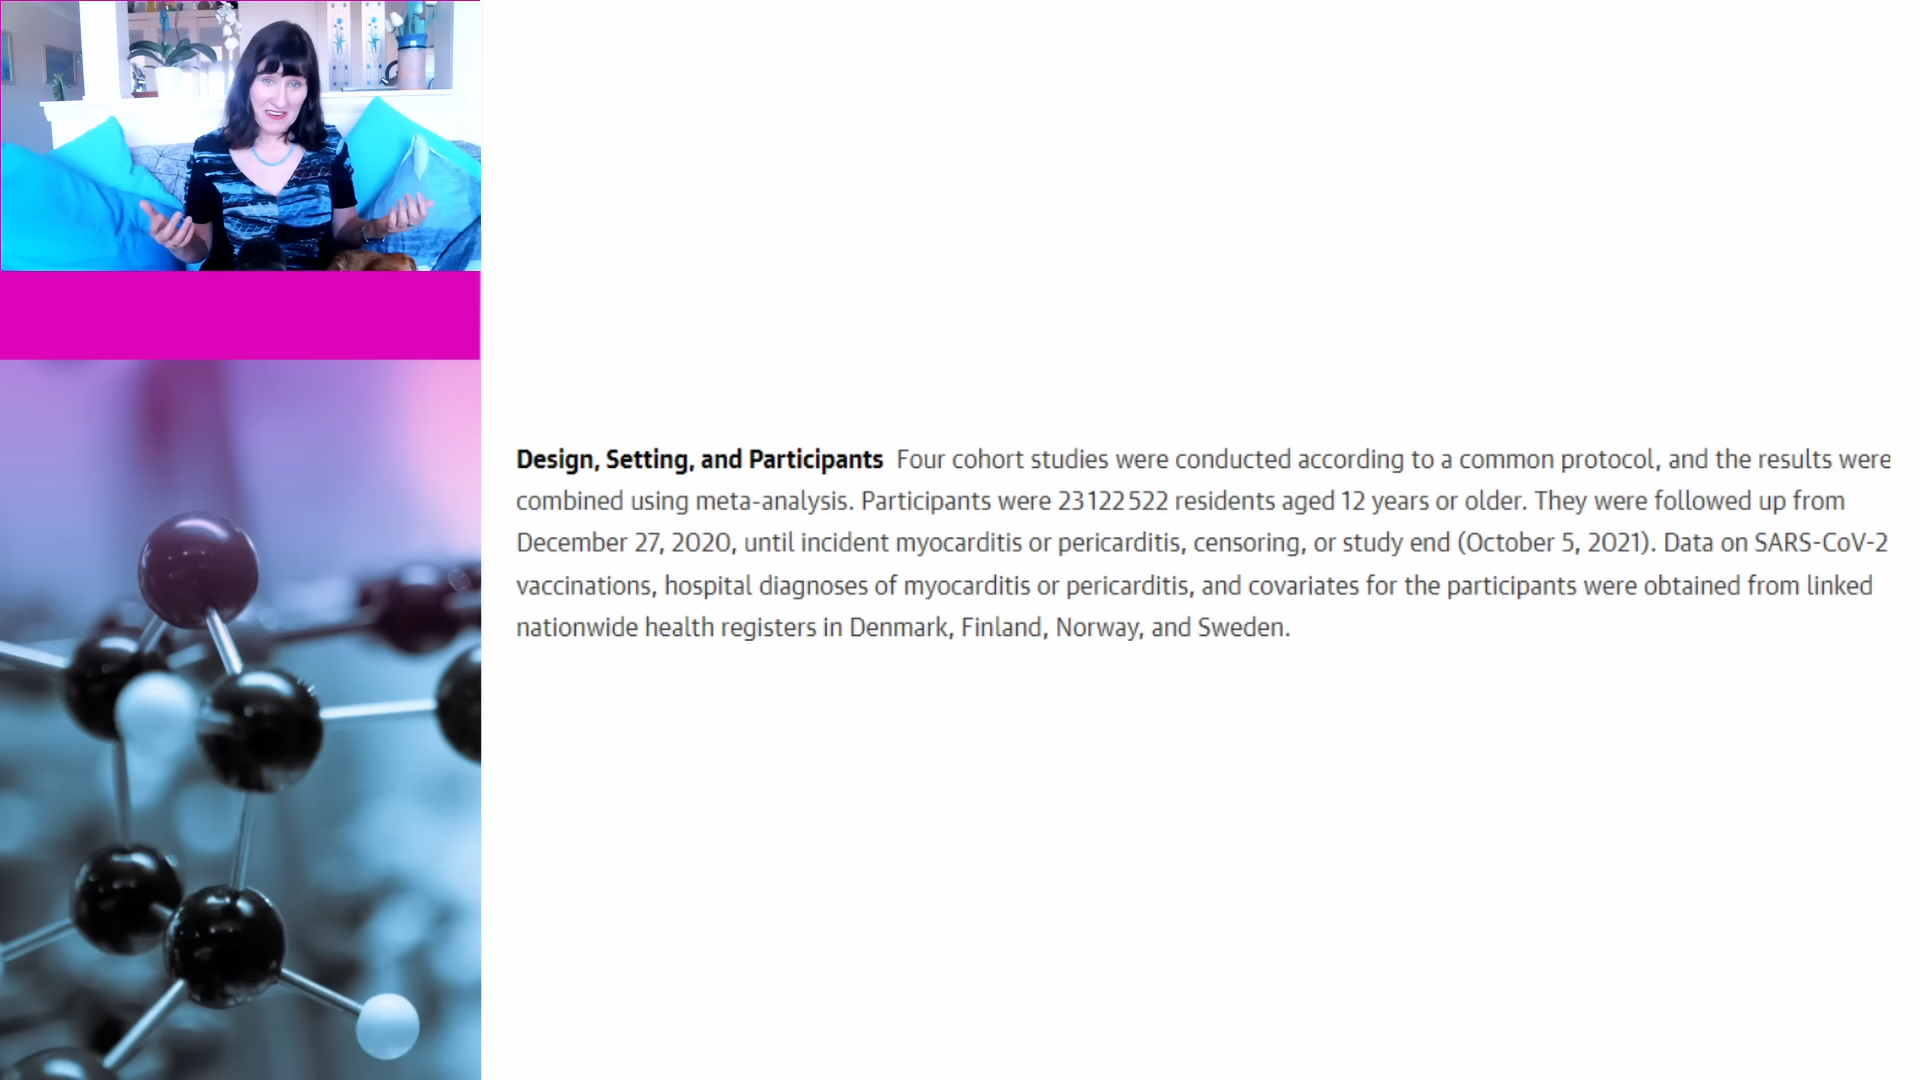 Design, Setting, and Participants Four cohort studies were conducted according to a common protocol, and the results were
combined using meta-analysis. Participants were 23 122 522 residents aged 12 years or older. They were followed up from
December 27, 2020, until incident myocarditis or pericarditis, censoring, or study end (October 5, 2021). Data on SARS-CoV-2
vaccinations, hospital diagnoses of myocarditis or pericarditis, and covariates for the participants were obtained from linked
nationwide health registers in Denmark, Finland, Norway, and Sweden.